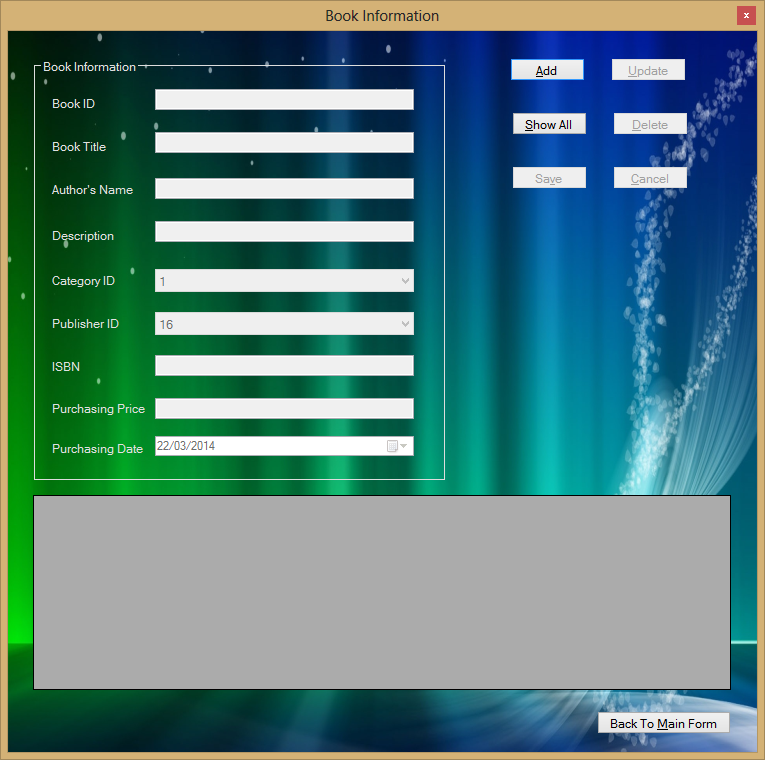 Book Information
x
Book Information
Book ID
Book Title
Author's Name
Description
Category ID 1
Publisher ID 16
ISBN
Purchasing Price
Purchasing Date 22/03/2014
Add Update
Show All Delete
Save Cancel
Back To Main Form